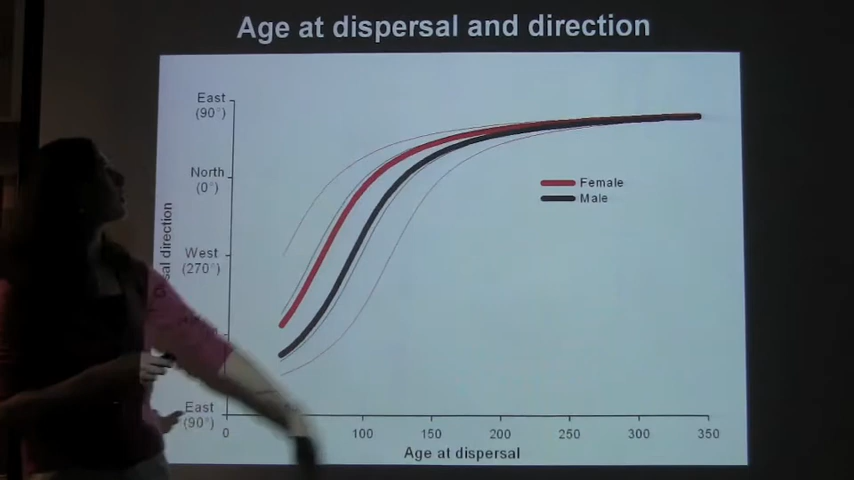 Age at dispersal and direction
East
(90°)
North
(0°)
West
(270°)
East
(90°)
sal direction
Female
Male
0
100
150
200
250
300
350
Age at dispersal